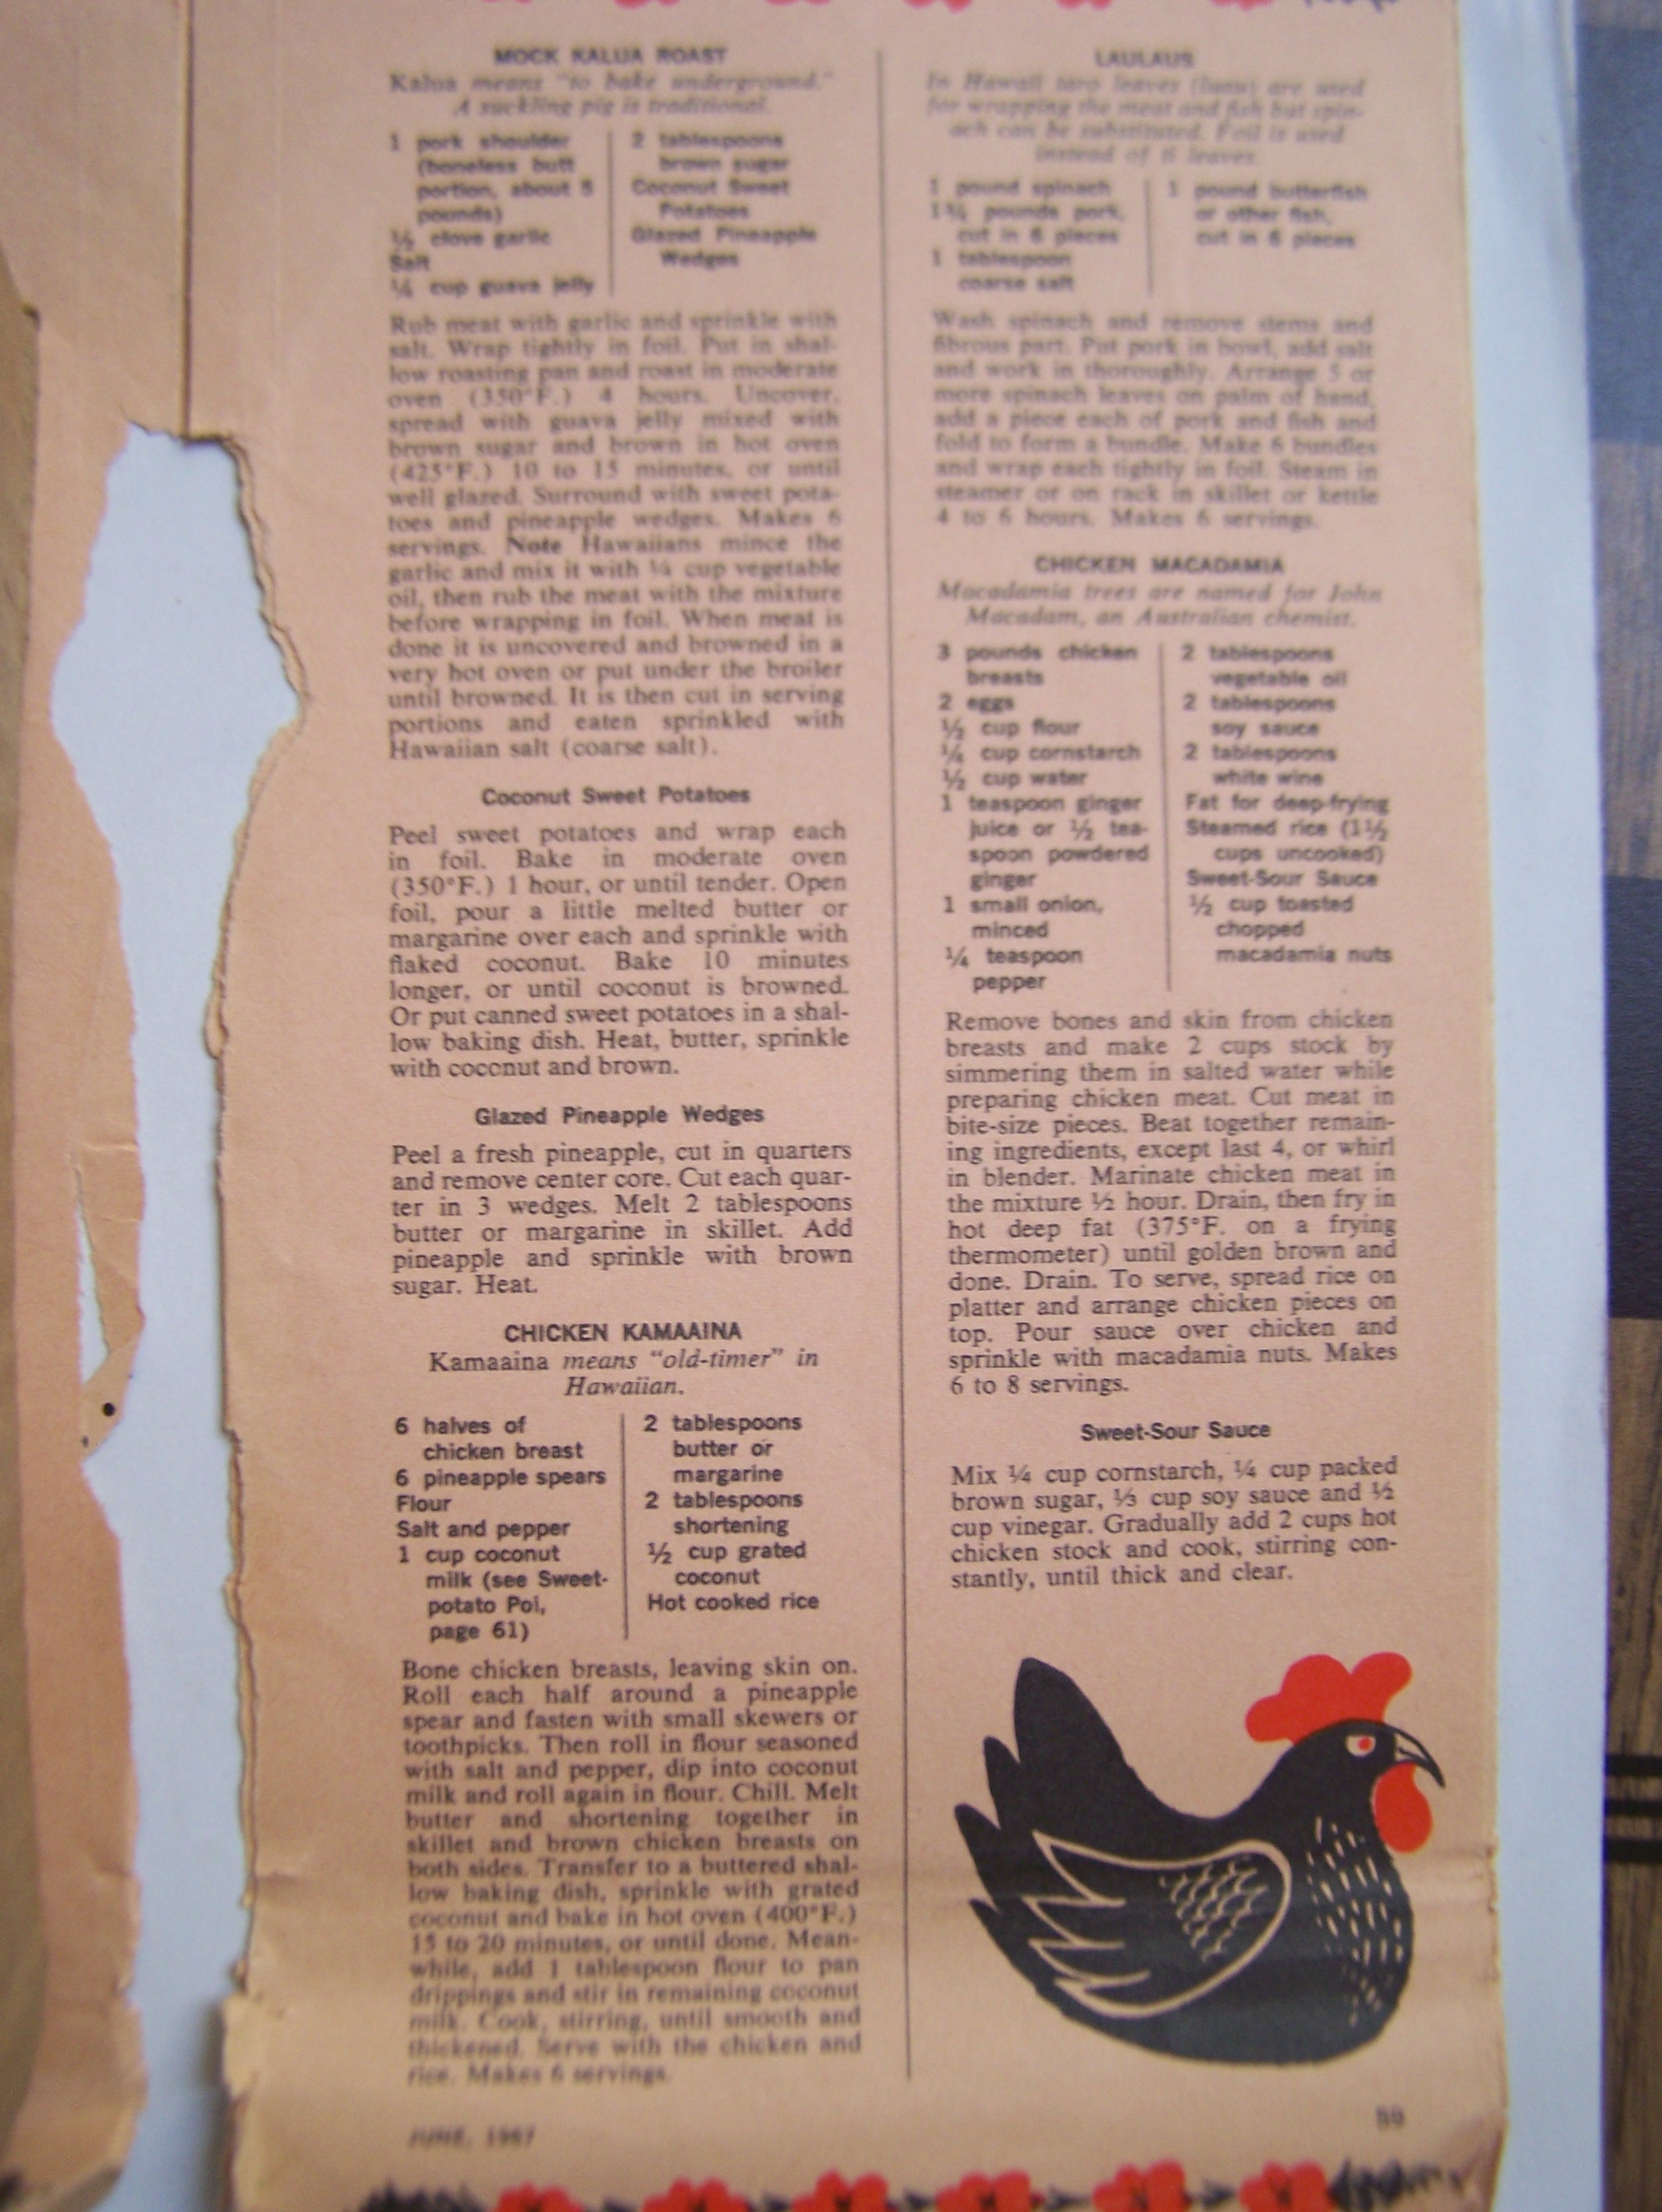 MOCK KALUA ROAST
Kalua means "to bake underground."
A suckling pig is traditional.
1 pork shoulder
(boneless butt
portion, about 5
pounds)
½ clove garlic
Salt
¼ cup guava jelly
2 tablespoons
brown sugar
Coconut Sweet
Potatoes
Glazed Pineapple
Wedges
Rub meat with garlic and sprinkle with
salt. Wrap tightly in foil. Put in shal-
low roasting pan and roast in moderate
oven (350°F.) 4 hours. Uncover,
spread with guava jelly mixed with
brown sugar and brown in hot oven
(425°F.) 10 to 15 minutes, or until
well glazed. Surround with sweet pota-
toes and pineapple wedges. Makes 6
servings. Note Hawaiians mince the
garlic and mix it with ¼ cup vegetable
oil, then rub the meat with the mixture
before wrapping in foil. When meat is
done it is uncovered and browned in a
very hot oven or put under the broiler
until browned. It is then cut in serving
portions and eaten sprinkled with
Hawaiian salt (coarse salt).
Coconut Sweet Potatoes
Peel sweet potatoes and wrap each
in foil. Bake in moderate oven
(350°F.) 1 hour, or until tender. Open
foil, pour a little melted butter or
margarine over each and sprinkle with
flaked coconut. Bake 10 minutes
longer, or until coconut is browned.
Or put canned sweet potatoes in a shal-
low baking dish. Heat, butter, sprinkle
with coconut and brown.
Glazed Pineapple Wedges
Peel a fresh pineapple, cut in quarters
and remove center core. Cut each quar-
ter in 3 wedges. Melt 2 tablespoons
butter or margarine in skillet. Add
pineapple and sprinkle with brown
sugar. Heat.
CHICKEN KAMAAINA
Kamaaina means "old-timer" in
Hawaiian.
6 halves of
chicken breast
6 pineapple spears
Flour
Salt and pepper
1 cup coconut
milk (see Sweet-
potato Poi,
page 61)
2 tablespoons
butter or
margarine
2 tablespoons
shortening
½ cup grated
coconut
Hot cooked rice
Bone chicken breasts, leaving skin on.
Roll each half around a pineapple
spear and fasten with small skewers or
toothpicks. Then roll in flour seasoned
with salt and pepper, dip into coconut
milk and roll again in flour. Chill. Melt
butter and shortening together in
skillet and brown chicken breasts on
both sides. Transfer to a buttered shal-
low baking dish, sprinkle with grated
coconut and bake in hot oven (400°F.)
15 to 20 minutes, or until done. Mean-
while, add 1 tablespoon flour to pan
drippings and stir in remaining coconut
milk. Cook, stirring, until smooth and
thickened. Serve with the chicken and
rice. Makes 6 servings.
JUNE, 1967
LAULAUS
In Hawaii taro leaves (luau) are used
for wrapping the meat and fish but spin-
ach can be substituted. Foil is used
instead of ti leaves.
1 pound spinach
1¼ pounds pork,
cut in 6 pieces
1 tablespoon
coarse salt
1 pound butterfish
or other fish,
cut in 6 pieces
Wash spinach and remove stems and
fibrous part. Put pork in bowl, add salt
and work in thoroughly. Arrange 5 or
more spinach leaves on palm of hand,
add a piece each of pork and fish and
fold to form a bundle. Make 6 bundles
and wrap each tightly in foil. Steam in
steamer or on rack in skillet or kettle
4 to 6 hours. Makes 6 servings.
CHICKEN MACADAMIA
Macadamia trees are named for John
Macadam, an Australian chemist.
3 pounds chicken
breasts
2 eggs
½ cup flour
¼ cup cornstarch
½ cup water
1 teaspoon ginger
juice or ½ tea-
spoon powdered
ginger
1 small onion,
minced
¼ teaspoon
pepper
2 tablespoons
vegetable oil
2 tablespoons
soy sauce
2 tablespoons
white wine
Fat for deep-frying
Steamed rice (1½
cups uncooked)
Sweet-Sour Sauce
½ cup toasted
chopped
macadamia nuts
Remove bones and skin from chicken
breasts and make 2 cups stock by
simmering them in salted water while
preparing chicken meat. Cut meat in
bite-size pieces. Beat together remain-
ing ingredients, except last 4, or whirl
in blender. Marinate chicken meat in
the mixture ½ hour. Drain, then fry in
hot deep fat (375°F. on a frying
thermometer) until golden brown and
done. Drain. To serve, spread rice on
platter and arrange chicken pieces on
top. Pour sauce over chicken and
sprinkle with macadamia nuts. Makes
6 to 8 servings.
Sweet-Sour Sauce
Mix ¼ cup cornstarch, ¼ cup packed
brown sugar, ⅓ cup soy sauce and ½
cup vinegar. Gradually add 2 cups hot
chicken stock and cook, stirring con-
stantly, until thick and clear.